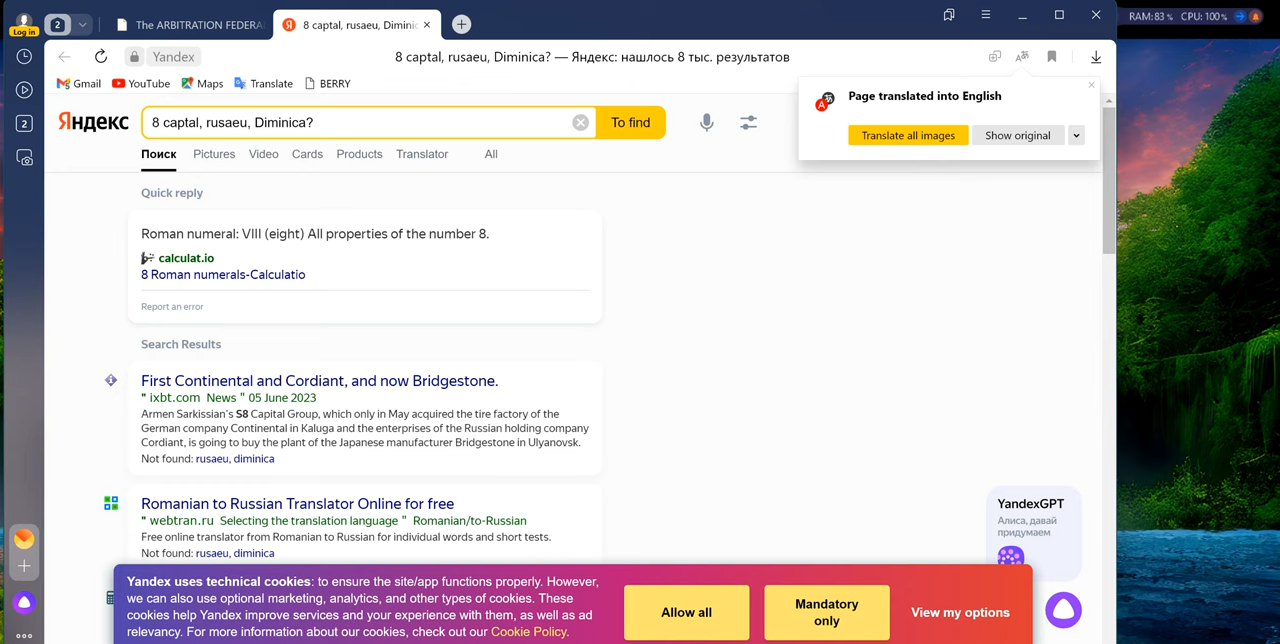 RAM:83% CPU:100%
Log in
2
The ARBITRATION FEDERA
8 captal, rusaeu, Diminic
Yandex
8 captal, rusaeu, Diminica? — Яндекс: нашлось 8 тыс. результатов
Gmail
YouTube
Maps
Translate
BERRY
Page translated into English
Translate all images
Show original
2
Яндекс
8 captal, rusaeu, Diminica?
To find
Поиск
Pictures
Video
Cards
Products
Translator
All
Quick reply
Roman numeral: VIII (eight) All properties of the number 8.
calculat.io
8 Roman numerals-Calculatio
Report an error
Search Results
First Continental and Cordiant, and now Bridgestone.
" ixbt.com News " 05 June 2023
Armen Sarkissian's S8 Capital Group, which only in May acquired the tire factory of the
German company Continental in Kaluga and the enterprises of the Russian holding company
Cordiant, is going to buy the plant of the Japanese manufacturer Bridgestone in Ulyanovsk.
Not found: rusaeu, diminica
Romanian to Russian Translator Online for free
" webtran.ru Selecting the translation language " Romanian/to-Russian
Free online translator from Romanian to Russian for individual words and short tests.
Not found: rusaeu, diminica
YandexGPT
Алиса, давай
придумаем
Yandex uses technical cookies: to ensure the site/app functions properly. However,
we can also use optional marketing, analytics, and other types of cookies. These
cookies help Yandex improve services and your experience with them, as well as ad
relevancy. For more information about our cookies, check out our Cookie Policy.
Allow all
Mandatory
only
View my options